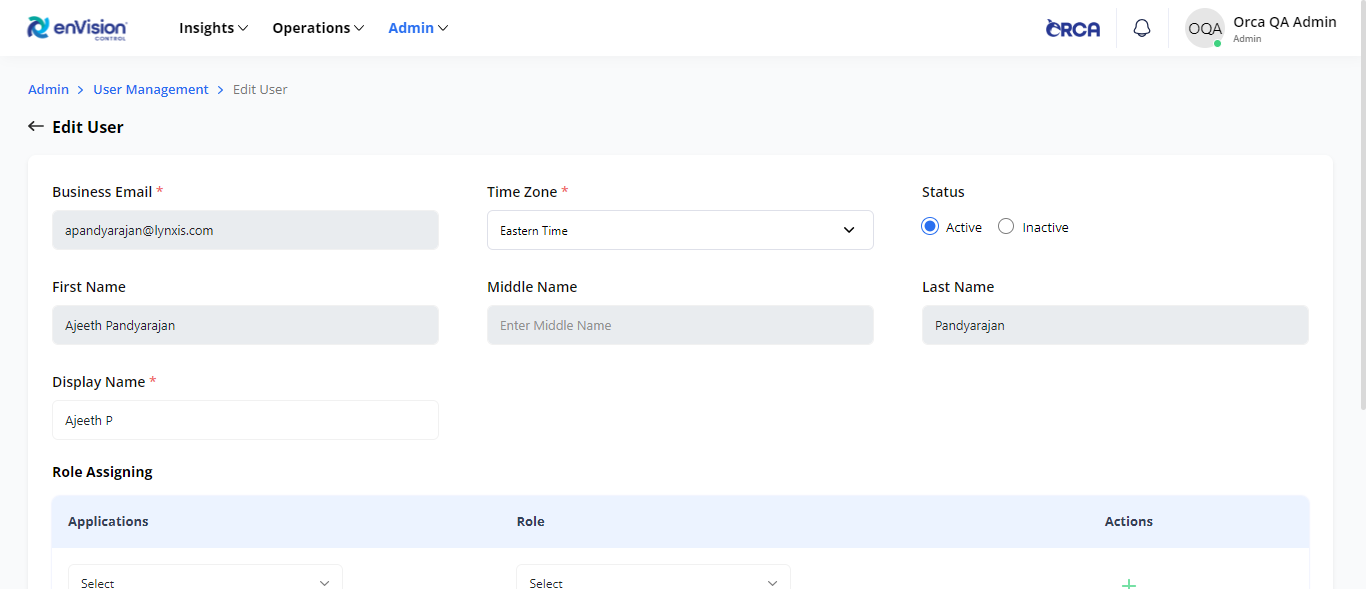 enVision
CONTROL
Insights Operations Admin
ORCA
OQA
Orca QA Admin
Admin
Admin > User Management > Edit User
← Edit User
Business Email *
apandyarajan@lynxis.com
Time Zone *
Eastern Time
Status
Active Inactive
First Name
Ajeeth Pandyarajan
Middle Name
Enter Middle Name
Last Name
Pandyarajan
Display Name *
Ajeeth P
Role Assigning
Applications Role Actions
Select Select +